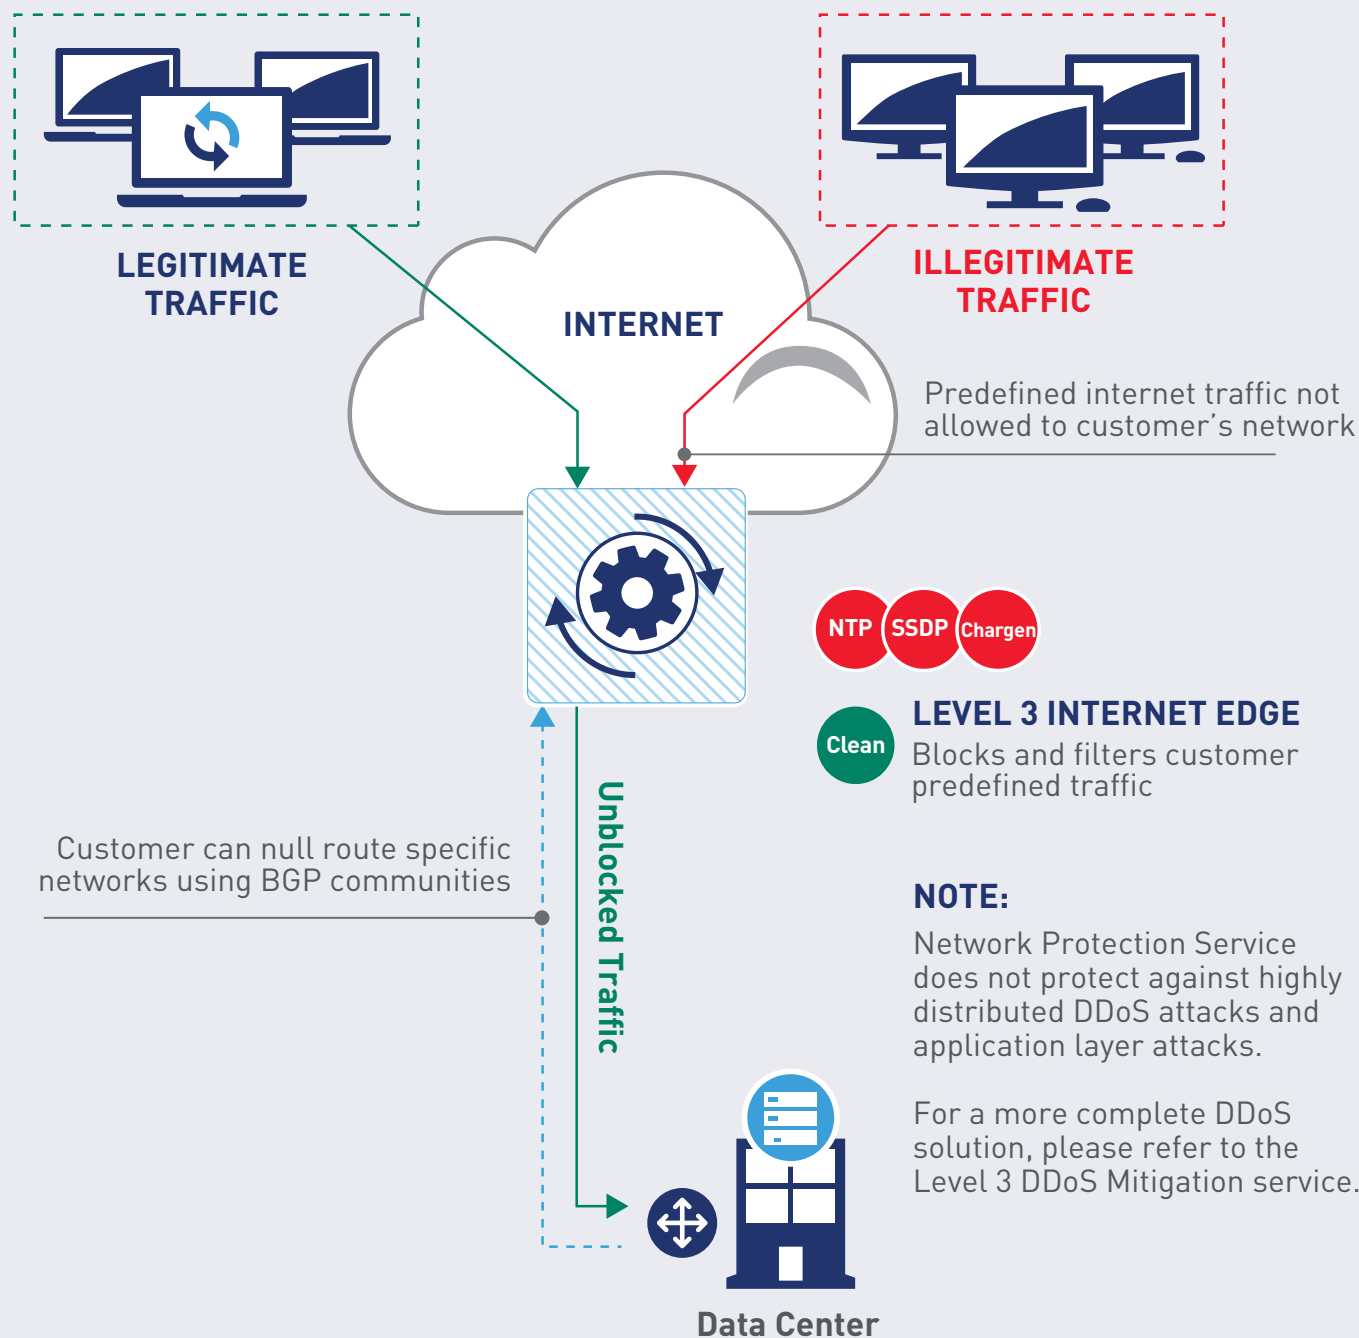 LEGITIMATE
TRAFFIC
ILLEGITIMATE
TRAFFIC
INTERNET
Predefined internet traffic not
allowed to customer’s network
NTP
SSDP
Chargen
Clean
LEVEL 3 INTERNET EDGE
Blocks and filters customer
predefined traffic
Unblocked Traffic
Customer can null route specific
networks using BGP communities
NOTE:
Network Protection Service
does not protect against highly
distributed DDoS attacks and
application layer attacks.
For a more complete DDoS
solution, please refer to the
Level 3 DDoS Mitigation service.
Data Center